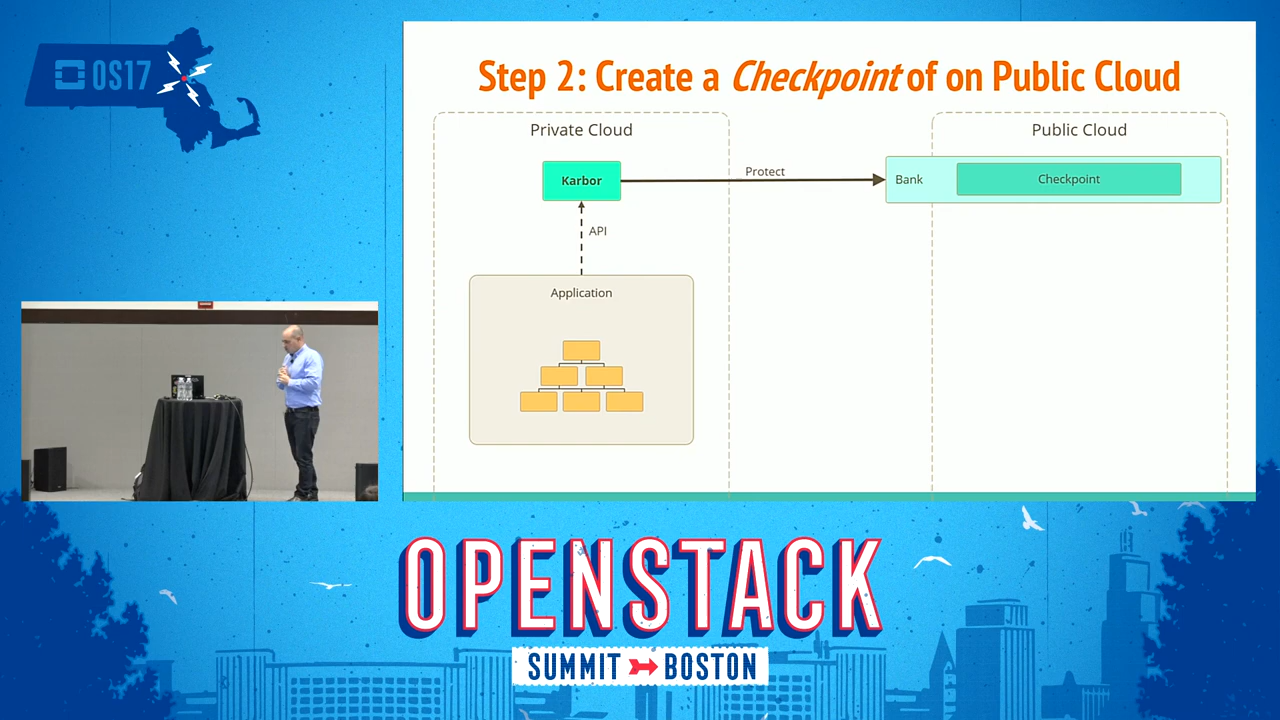 OS17
Step 2: Create a Checkpoint of on Public Cloud
Private Cloud
Public Cloud
Karbor
Protect
Bank
Checkpoint
API
Application
OPENSTACK
SUMMIT BOSTON